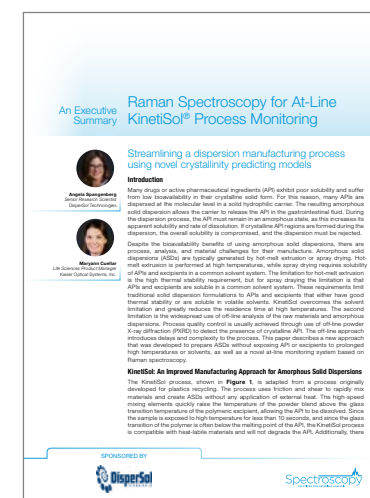 An Executive
Summary
Raman Spectroscopy for At-Line
KinetiSol® Process Monitoring
Streamlining a dispersion manufacturing process
using novel crystallinity predicting models
Angela Spangenberg
Senior Research Scientist
DisperSol Technologies
Maryann Cuellar
Life Sciences Product Manager
Kaiser Optical Systems, Inc.
Introduction
Many drugs or active pharmaceutical ingredients (API) exhibit poor solubility and suffer
from low bioavailability in their crystalline solid form. For this reason, many APIs are
dispersed at the molecular level in a solid hydrophilic carrier. The resulting amorphous
solid dispersion allows the carrier to release the API in the gastrointestinal fluid. During
the dispersion process, the API must remain in an amorphous state, as this increases its
apparent solubility and rate of dissolution. If crystalline API regions are formed during the
dispersion, the overall solubility is compromised, and the dispersion must be rejected.
Despite the bioavailability benefits of using amorphous solid dispersions, there are
process, analysis, and material challenges for their manufacture. Amorphous solid
dispersions (ASDs) are typically generated by hot-melt extrusion or spray drying. Hot-
melt extrusion is performed at high temperatures, while spray drying requires solubility
of APIs and excipients in a common solvent system. The limitation for hot-melt extrusion
is the high thermal stability requirement, but for spray draying the limitation is that
APIs and excipients are soluble in a common solvent system. These requirements limit
traditional solid dispersion formulations to APIs and excipients that either have good
thermal stability or are soluble in volatile solvents. KinetiSol overcomes the solvent
limitation and greatly reduces the residence time at high temperatures. The second
limitation is the widespread use of off-line analysis of the raw materials and amorphous
dispersions. Process quality control is usually achieved through use of off-line powder
X-ray diffraction (PXRD) to detect the presence of crystalline API. The off-line approach
introduces delays and complexity to the process. This paper describes a new approach
that was developed to prepare ASDs without exposing API or excipients to prolonged
high temperatures or solvents, as well as a novel at-line monitoring system based on
Raman spectroscopy.
KinetiSol: An Improved Manufacturing Approach for Amorphous Solid Dispersions
The KinetiSol process, shown in Figure 1, is adapted from a process originally
developed for plastics recycling. The process uses friction and shear to rapidly mix
materials and create ASDs without any application of external heat. The high-speed
mixing elements quickly raise the temperature of the powder blend above the glass
transition temperature of the polymeric excipient, allowing the API to be dissolved. Since
the sample is exposed to high temperature for less than 10 seconds, and since the glass
transition of the polymer is often below the melting point of the API, the KinetiSol process
is compatible with heat-labile materials and will not degrade the API. Additionally, there
SPONSORED BY
DisperSol
Spectroscopy